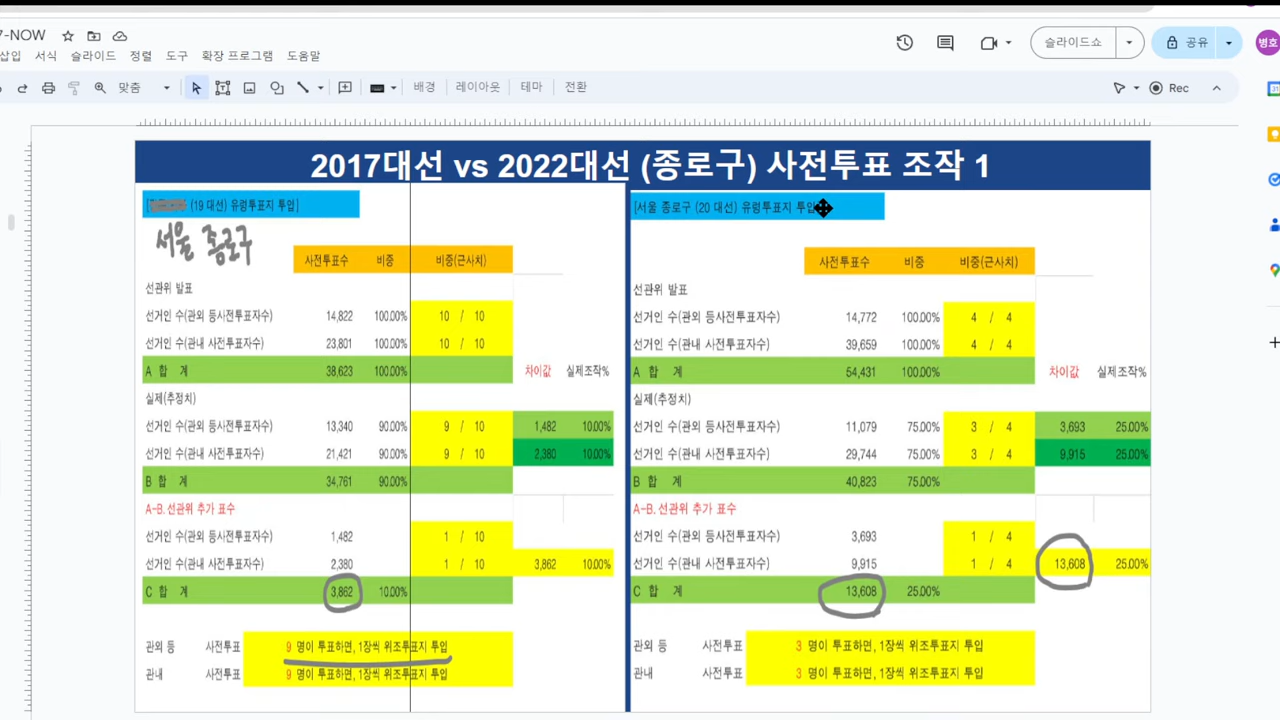 7-NOW
삽입 서식 슬라이드 정렬 도구 확장 프로그램 도움말
슬라이드쇼
공유
병호
맞춤
배경 레이아웃 테마 전환
Rec
2017대선 vs 2022대선 (종로구) 사전투표 조작 1
(19 대선) 유령투표지 투입]
서울 종로구
사전투표수 비중 비중(근사치)
선관위 발표
선거인 수(관외 등사전투표자수) 14,822 100.00% 10 / 10
선거인 수(관내 사전투표자수) 23,801 100.00% 10 / 10
A 합 계 38,623 100.00% 차이값 실제조작%
실제(추정치)
선거인 수(관외 등사전투표자수) 13,340 90.00% 9 / 10 1,482 10.00%
선거인 수(관내 사전투표자수) 21,421 90.00% 9 / 10 2,380 10.00%
B 합 계 34,761 90.00%
A-B. 선관위 추가 표수
선거인 수(관외 등사전투표자수) 1,482 1 / 10
선거인 수(관내 사전투표자수) 2,380 1 / 10 3,862 10.00%
C 합 계 3,862 10.00%
관외 등 사전투표 9 명이 투표하면, 1장씩 위조투표지 투입
관내 사전투표 9 명이 투표하면, 1장씩 위조투표지 투입
[서울 종로구 (20 대선) 유령투표지 투입
사전투표수 비중 비중(근사치)
선관위 발표
선거인 수(관외 등사전투표자수) 14,772 100.00% 4 / 4
선거인 수(관내 사전투표자수) 39,659 100.00% 4 / 4
A 합 계 54,431 100.00% 차이값 실제조작%
실제(추정치)
선거인 수(관외 등사전투표자수) 11,079 75.00% 3 / 4 3,693 25.00%
선거인 수(관내 사전투표자수) 29,744 75.00% 3 / 4 9,915 25.00%
B 합 계 40,823 75.00%
A-B. 선관위 추가 표수
선거인 수(관외 등사전투표자수) 3,693 1 / 4
선거인 수(관내 사전투표자수) 9,915 1 / 4 13,608 25.00%
C 합 계 13,608 25.00%
관외 등 사전투표 3 명이 투표하면, 1장씩 위조투표지 투입
관내 사전투표 3 명이 투표하면, 1장씩 위조투표지 투입